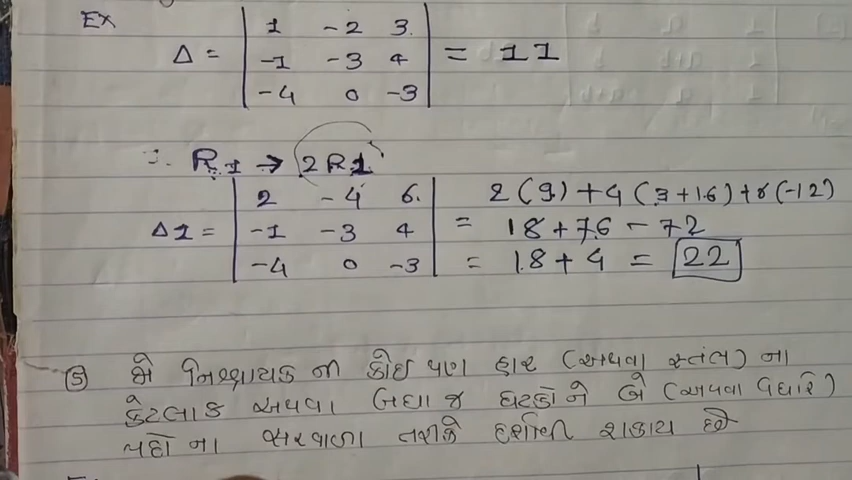 Ex
Δ = | 1 -2 3 |
| -1 -3 4 | = 11
| -4 0 -3 |
∴ R1 → 2R1
Δ1 = | 2 -4 6 | 2(9) + 4(3+16) + 6(-12)
| -1 -3 4 | = 18 + 76 - 72
| -4 0 -3 | = 18 + 4 = 22
⑤ જો નિશ્ચાયક ના કોઇ પણ હાર (અથવા સ્તંભ) ના
કેટલાક અથવા બધા જ ઘટકોને બે (અથવા વધારે)
પદો ના સરવાળા તરીકે દર્શાવી શકાય છે